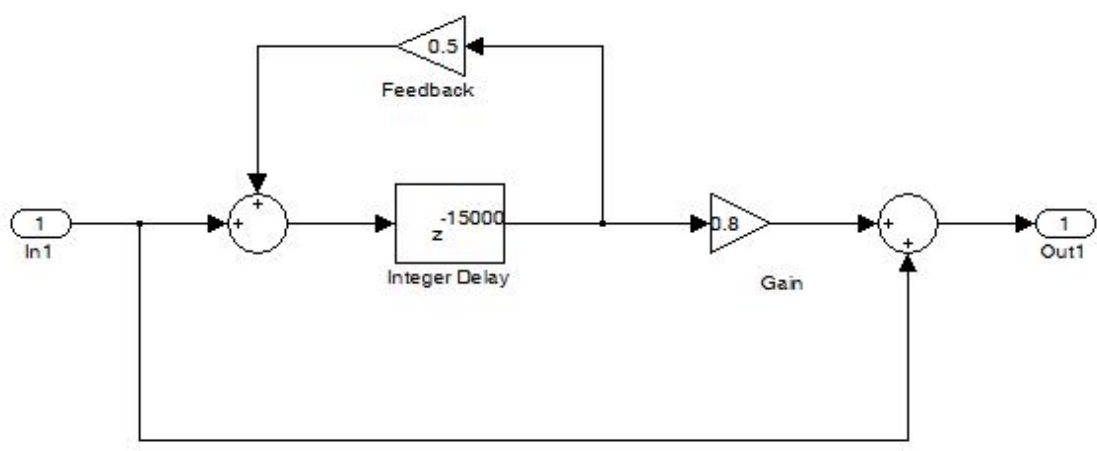 0.5
Feedback
+
1
+
z-15000
0.8
+
1
+
In1
Integer Delay
Gain
Out1